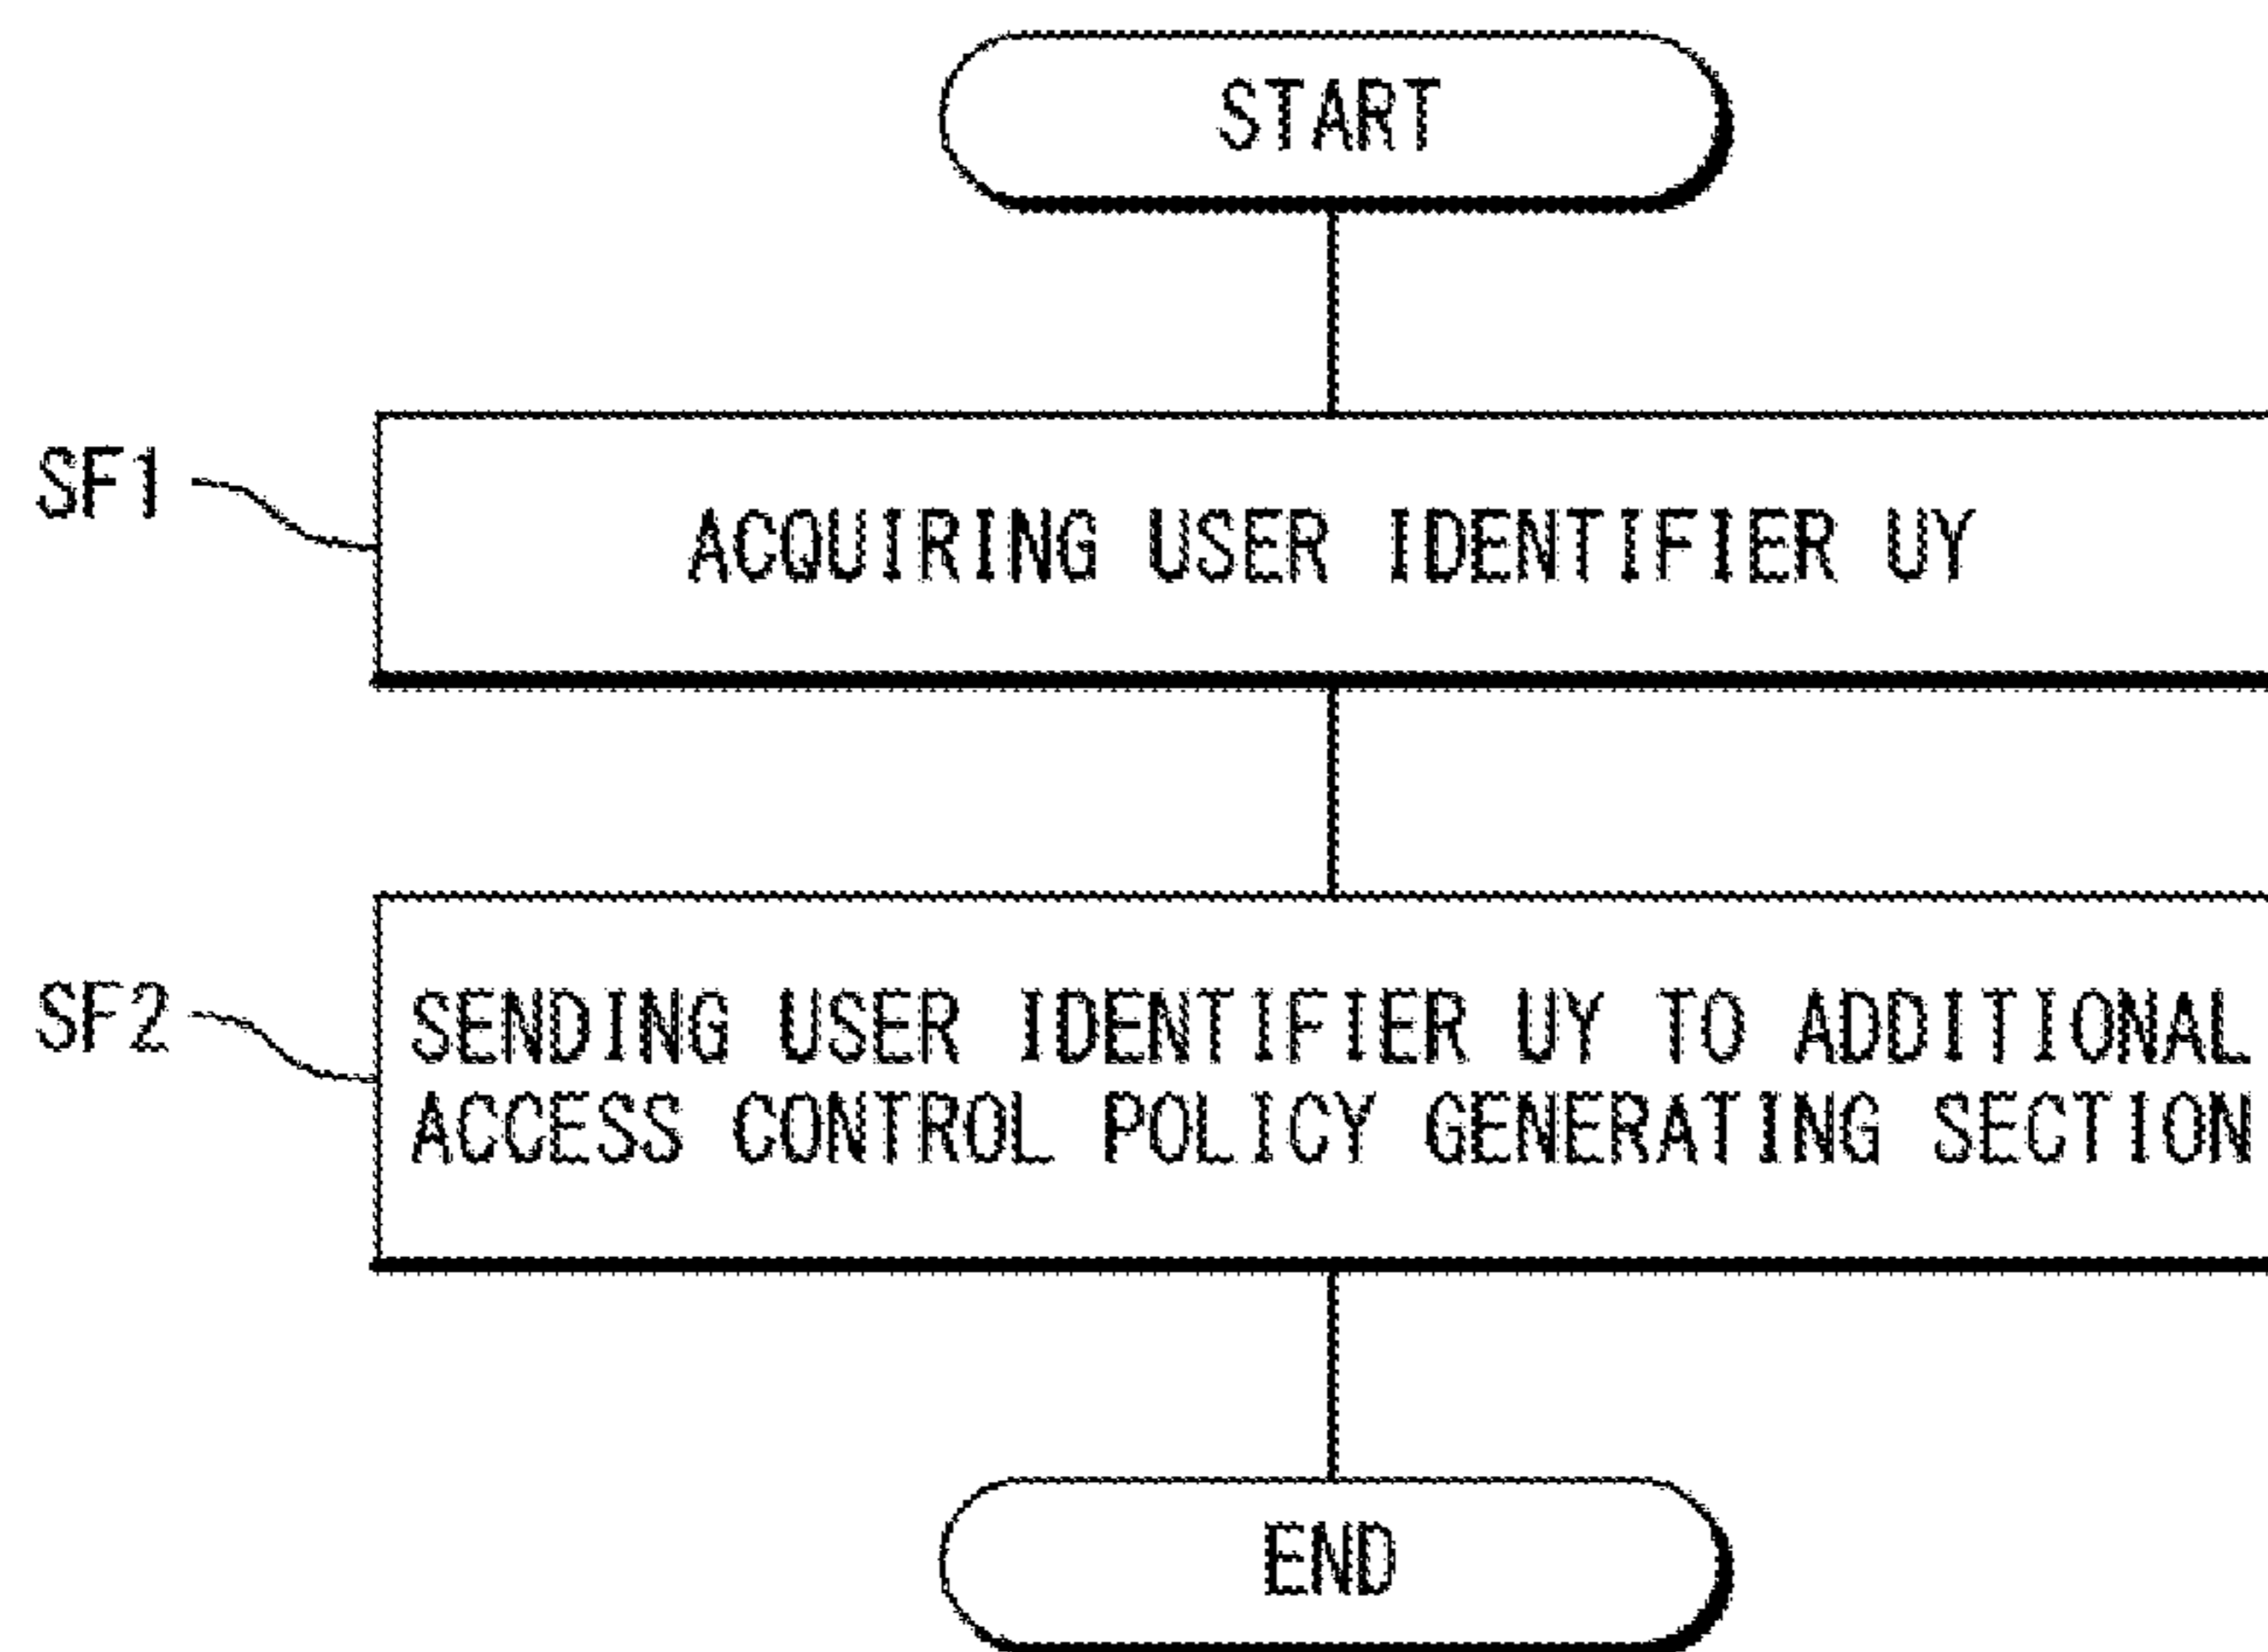 START
SF1
ACQUIRING USER IDENTIFIER UY
SF2
SENDING USER IDENTIFIER UY TO ADDITIONAL
ACCESS CONTROL POLICY GENERATING SECTION
END